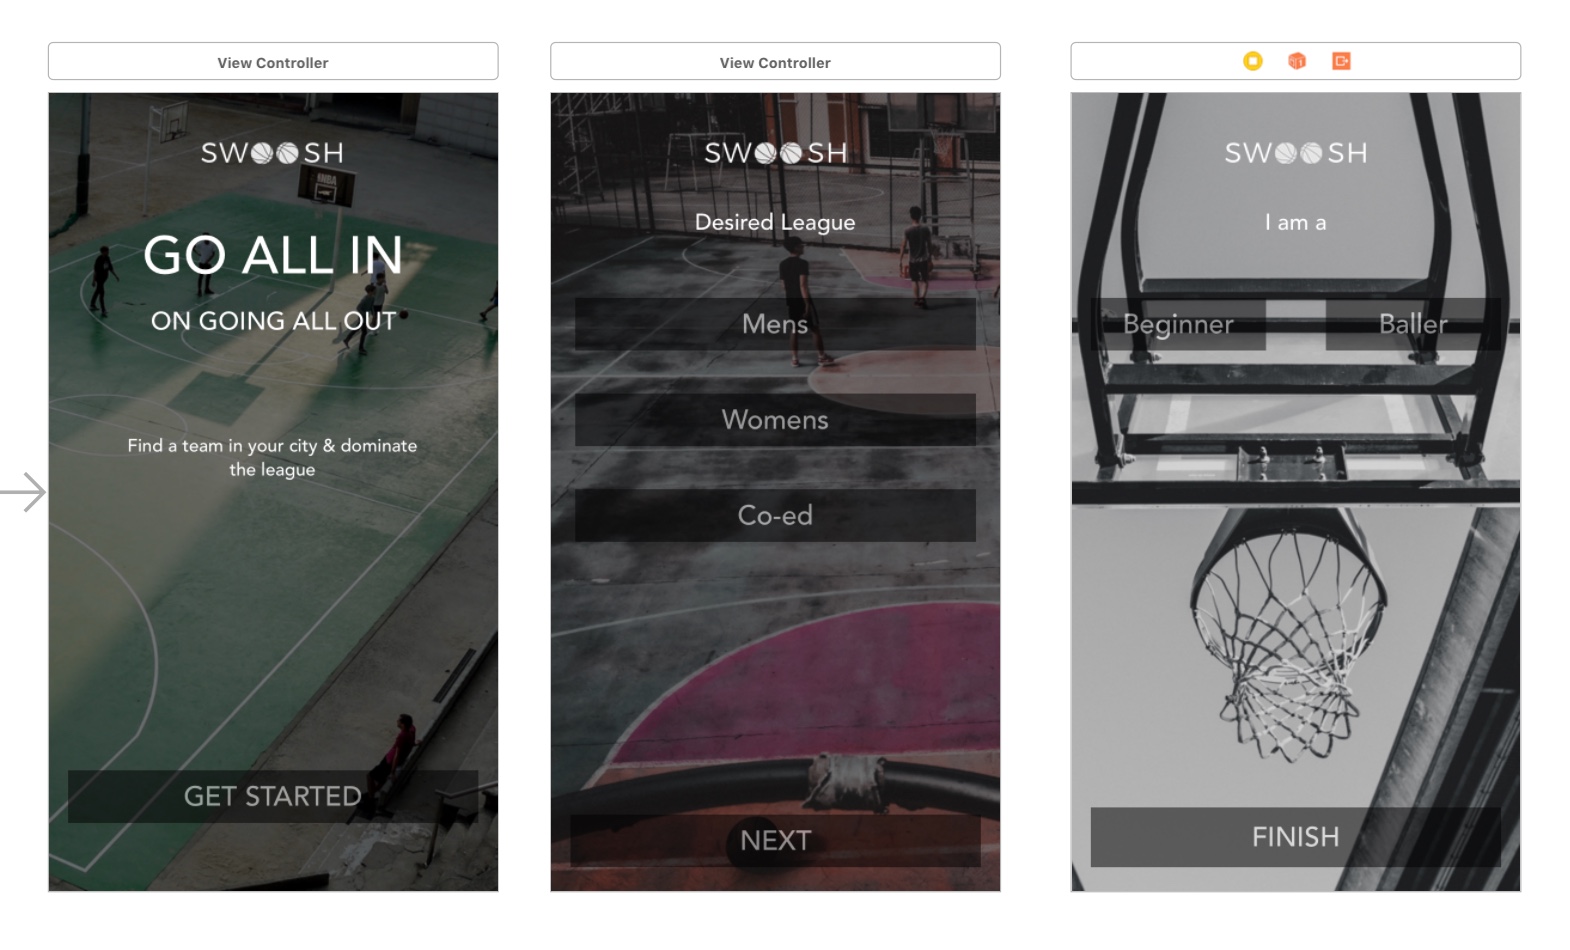 View Controller
SWOOSH
NBA
GO ALL IN
ON GOING ALL OUT
Find a team in your city & dominate
the league
GET STARTED
View Controller
SWOOSH
Desired League
Mens
Womens
Co-ed
NEXT
SWOOSH
I am a
Beginner
Baller
FINISH